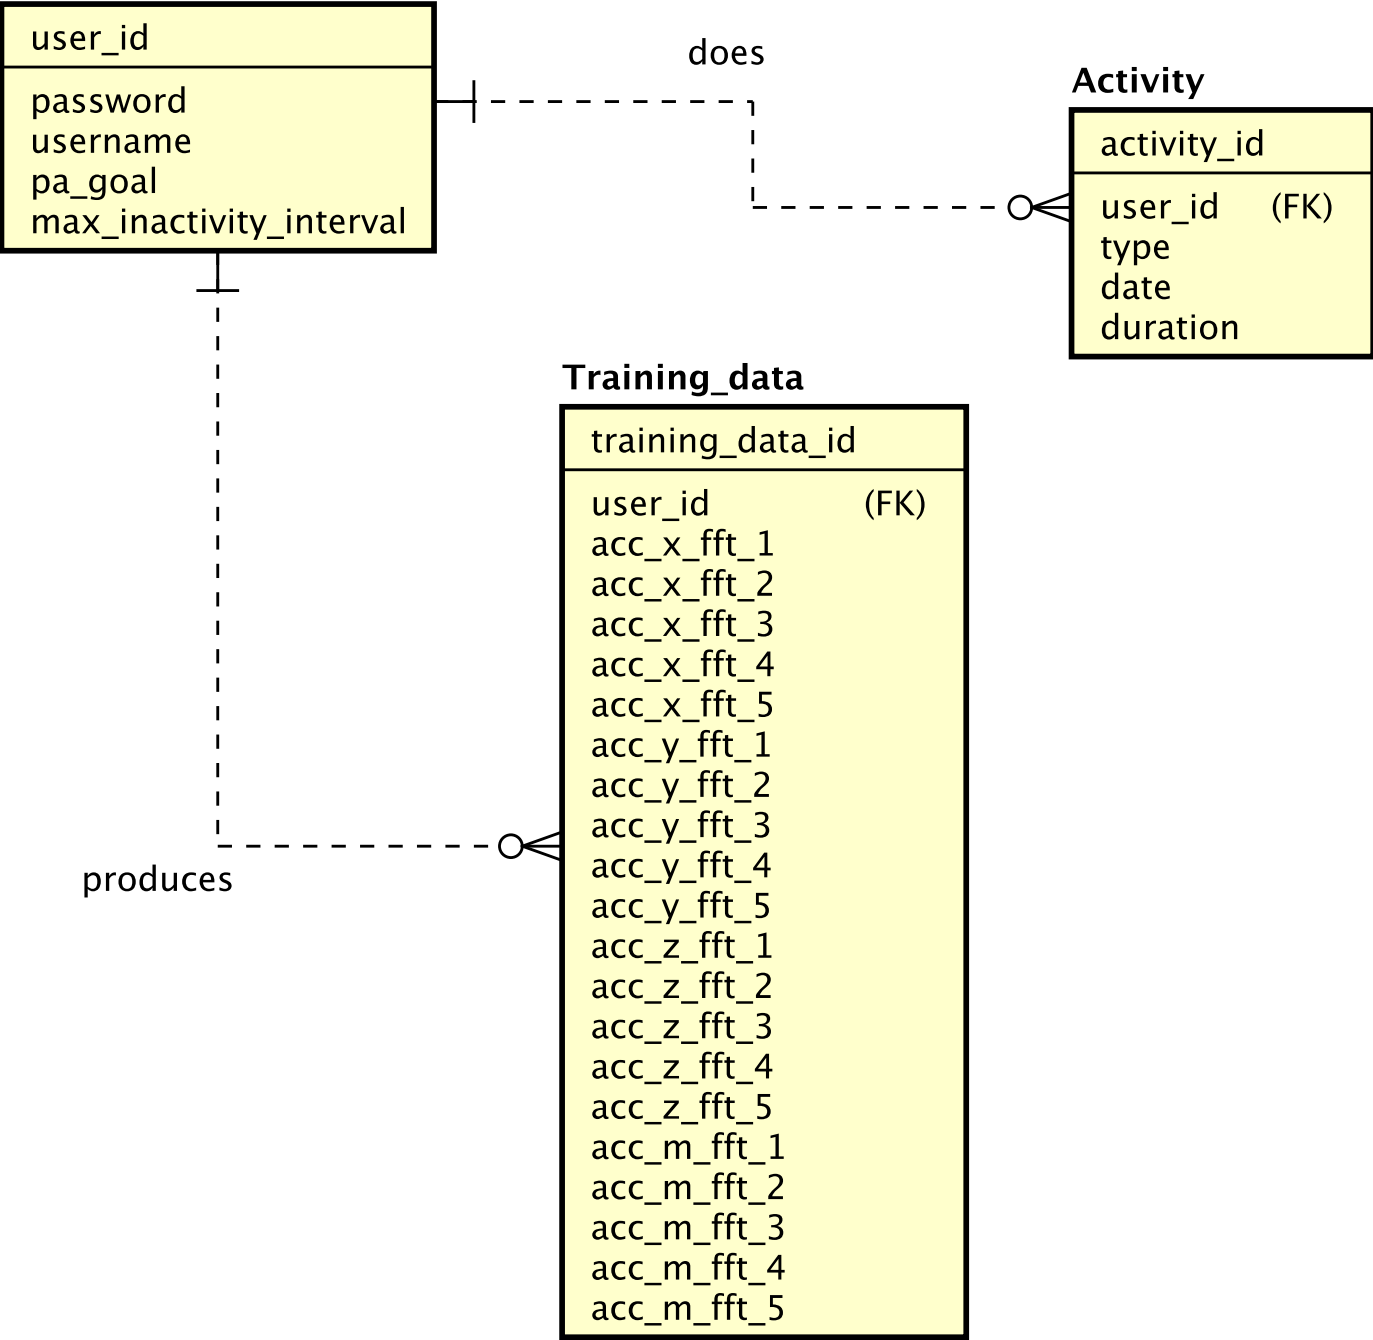 user_id
password
username
pa_goal
max_inactivity_interval
does
Activity
activity_id
user_id (FK)
type
date
duration
produces
Training_data
training_data_id
user_id (FK)
acc_x_fft_1
acc_x_fft_2
acc_x_fft_3
acc_x_fft_4
acc_x_fft_5
acc_y_fft_1
acc_y_fft_2
acc_y_fft_3
acc_y_fft_4
acc_y_fft_5
acc_z_fft_1
acc_z_fft_2
acc_z_fft_3
acc_z_fft_4
acc_z_fft_5
acc_m_fft_1
acc_m_fft_2
acc_m_fft_3
acc_m_fft_4
acc_m_fft_5